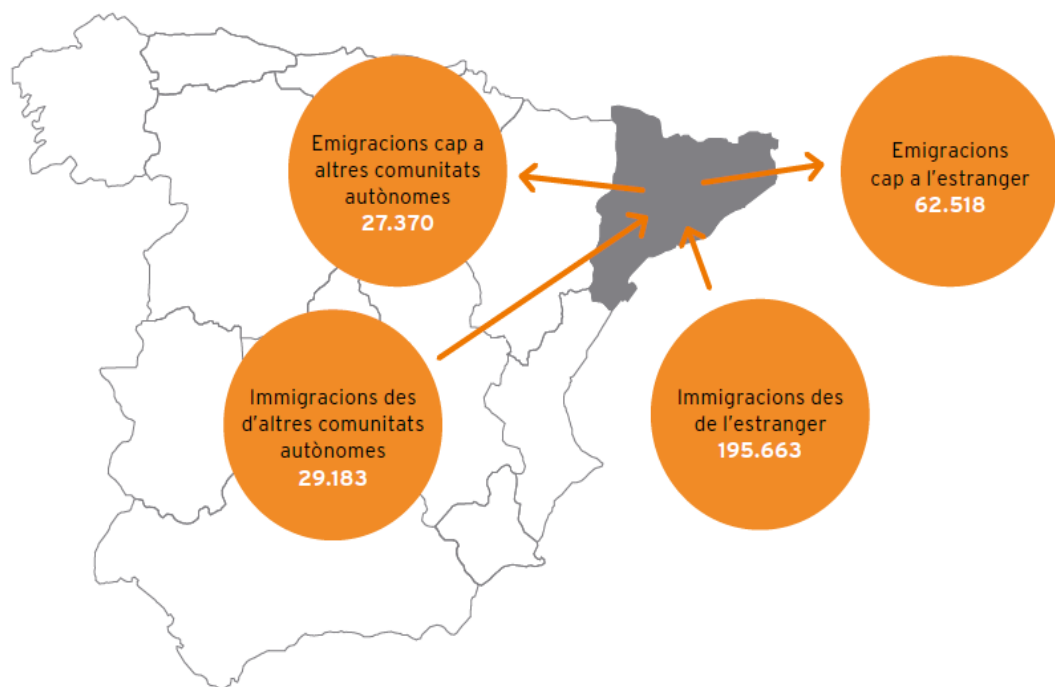 Emigracions cap a
altres comunitats
autònomes
27.370
Emigracions
cap a l'estranger
62.518
Immigracions des
d'altres comunitats
autònomes
29.183
Immigracions des
de l'estranger
195.663